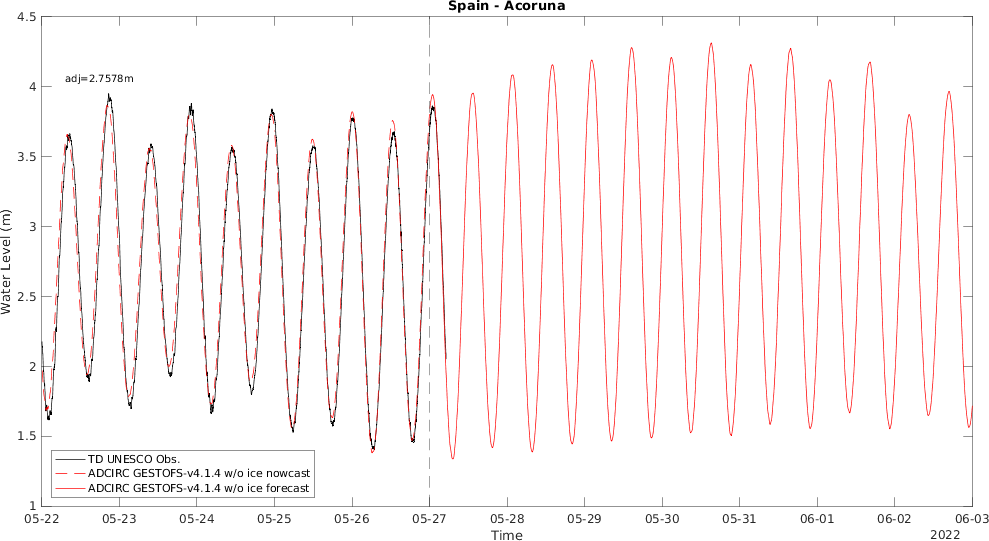 Spain - Acoruna
4.5
4
3.5
3
2.5
2
1.5
1
Water Level (m)
adj=2.7578m
TD UNESCO Obs.
ADCIRC GESTOFS-v4.1.4 w/o ice nowcast
ADCIRC GESTOFS-v4.1.4 w/o ice forecast
05-22 05-23 05-24 05-25 05-26 05-27 05-28 05-29 05-30 05-31 06-01 06-02 06-03
Time
2022